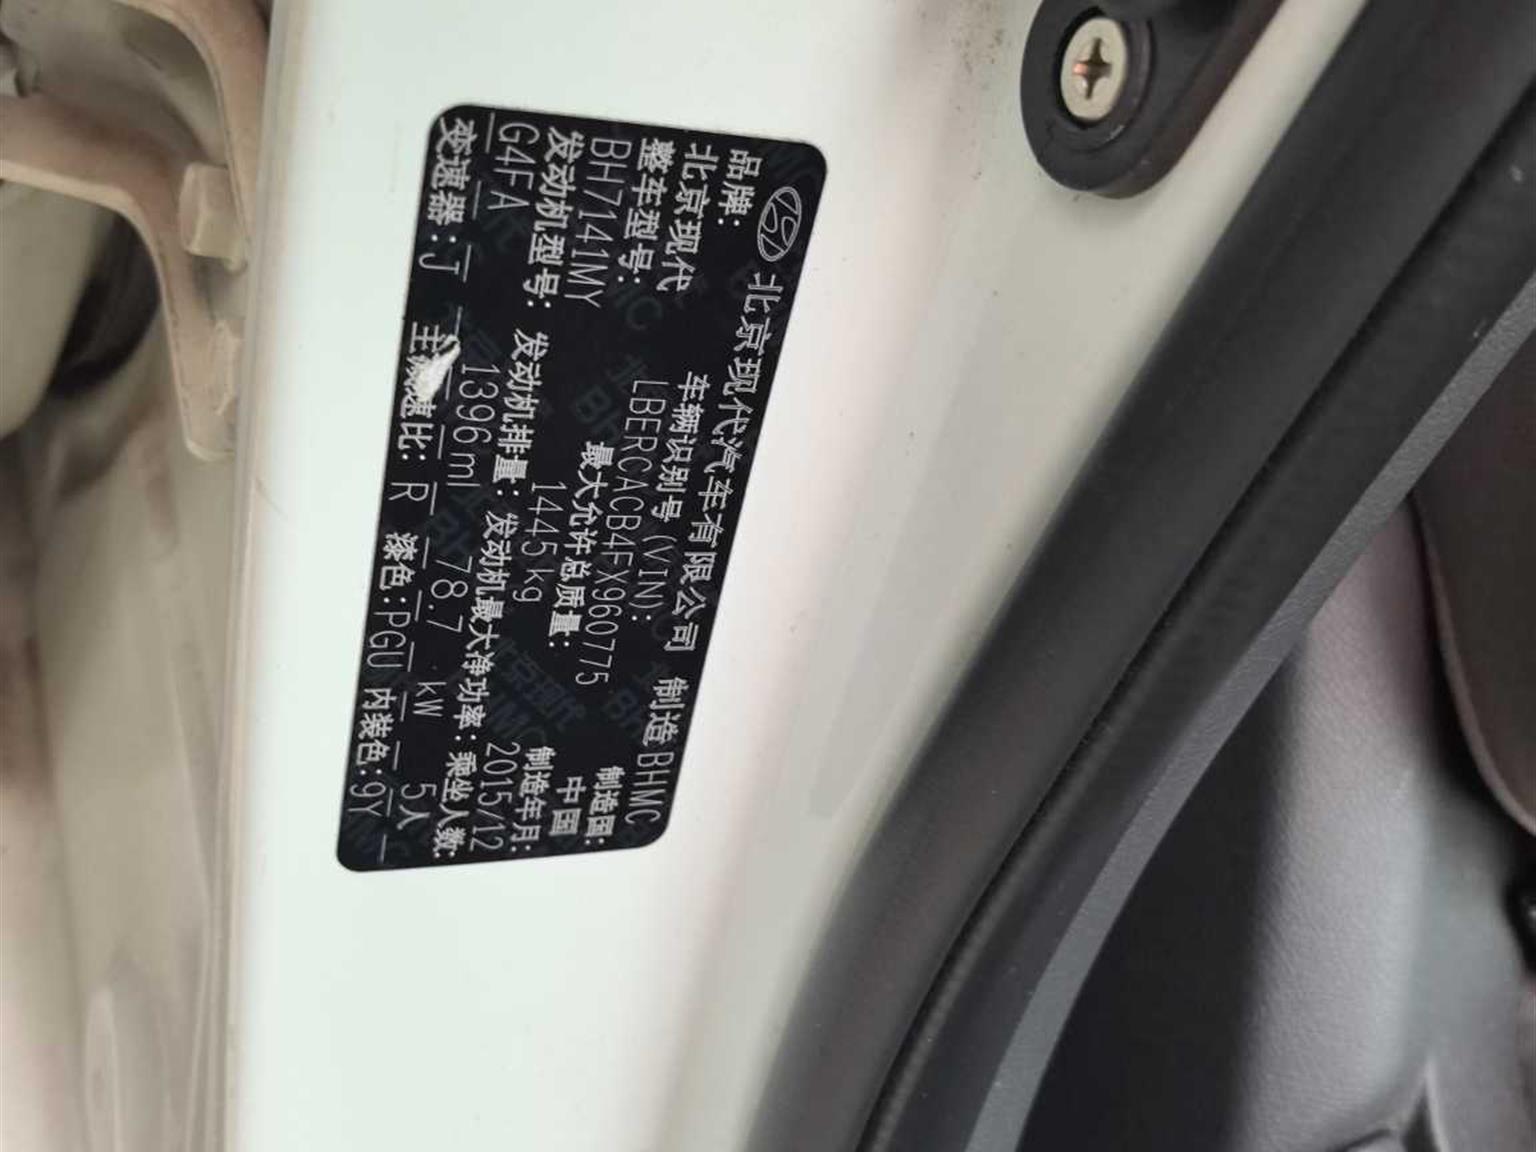 北京现代汽车有限公司 制造 BHMC
品牌: 车辆识别号(VIN): 制造国:
北京现代 LBERCACB4FX960775 中国
整车型号: 最大允许总质量: 制造年月:
BH7141MY 1445kg 2015/12
发动机型号: 发动机排量: 发动机最大净功率: 乘坐人数:
G4FA 1396ml 78.7 kW 5人
变速器:J 主减速比: R 漆色:PGU 内装色:9Y